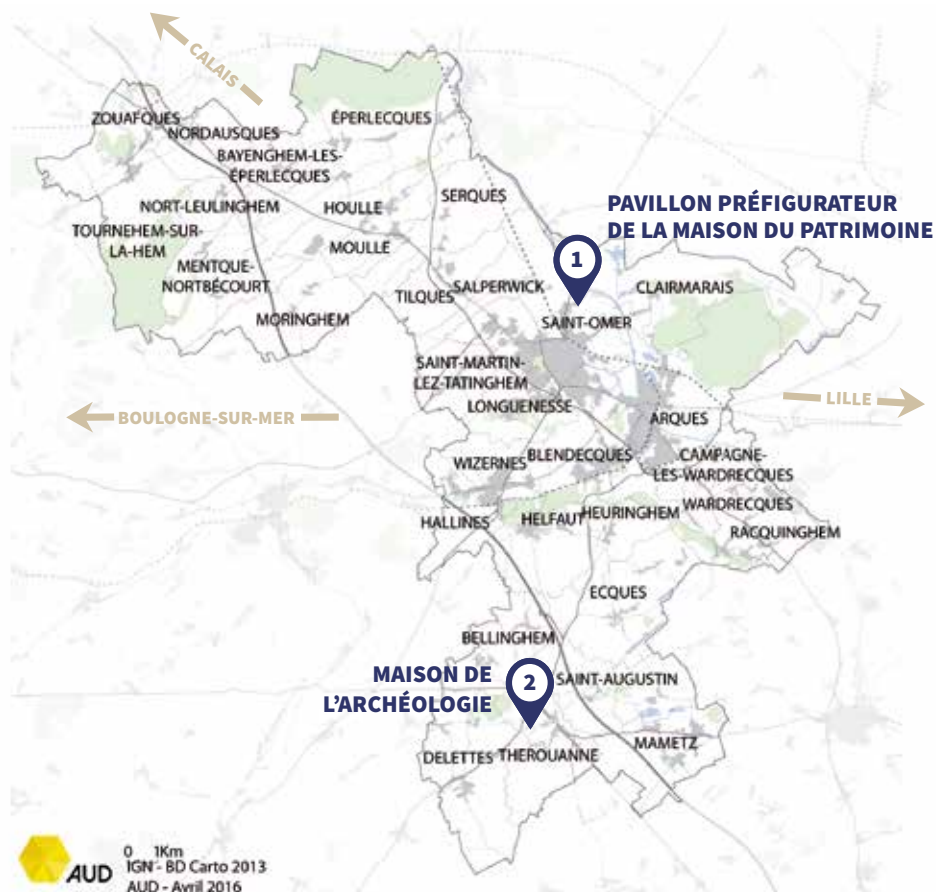 CALAIS
ZOUAFQUES
ÉPERLECQUES
NORDAUSQUES
BAYENGHEM-LES-
ÉPERLECQUES
SERQUES
NORT-LEULINGHEM
HOULLE
PAVILLON PRÉFIGURATEUR
DE LA MAISON DU PATRIMOINE
TOURNEHEM-SUR-
LA-HEM
MOULLE
1
MENTQUE-
NORTBÉCOURT
SALPERWICK
CLAIRMARAIS
TILQUES
MORINGHEM
SAINT-OMER
SAINT-MARTIN-
LEZ-TATINGHEM
LILLE
LONGUENESSE
BOULOGNE-SUR-MER
ARQUES
WIZERNES
BLENDECQUES
CAMPAGNE-
LES-WARDRECQUES
WARDRECQUES
HALLINES
HELFAUT
HEURINGHEM
RACQUINGHEM
ECQUES
BELLINGHEM
MAISON DE
L'ARCHÉOLOGIE
2
SAINT-AUGUSTIN
MAMETZ
DELETTES
THEROUANNE
0 1Km
IGN - BD Carto 2013
AUD - Avril 2016
AUD